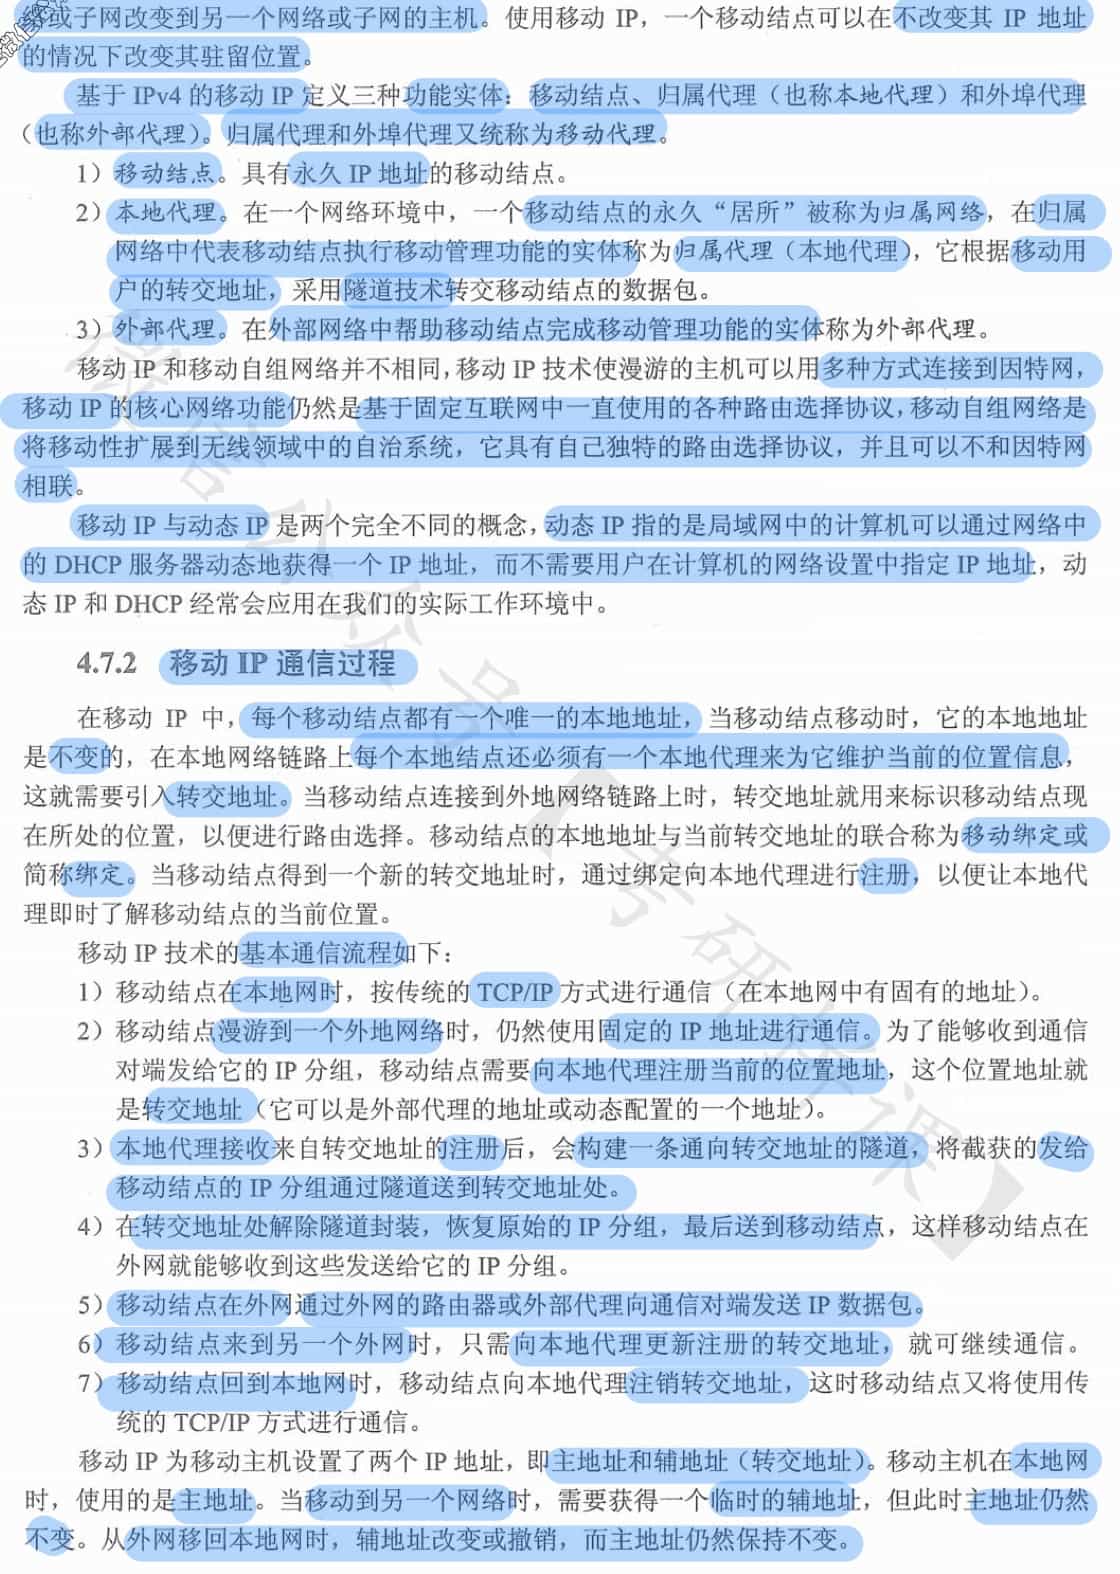 或子网改变到另一个网络或子网的主机。使用移动 IP，一个移动结点可以在不改变其 IP 地址
的情况下改变其驻留位置。
基于 IPv4 的移动 IP 定义三种功能实体：移动结点、归属代理（也称本地代理）和外埠代理
（也称外部代理）。归属代理和外埠代理又统称为移动代理。
1）移动结点。具有永久 IP 地址的移动结点。
2）本地代理。在一个网络环境中，一个移动结点的永久“居所”被称为归属网络，在归属
网络中代表移动结点执行移动管理功能的实体称为归属代理（本地代理），它根据移动用
户的转交地址，采用隧道技术转交移动结点的数据包。
3）外部代理。在外部网络中帮助移动结点完成移动管理功能的实体称为外部代理。
移动 IP 和移动自组网络并不相同，移动 IP 技术使漫游的主机可以用多种方式连接到因特网，
移动 IP 的核心网络功能仍然是基于固定互联网中一直使用的各种路由选择协议，移动自组网络是
将移动性扩展到无线领域中的自治系统，它具有自己独特的路由选择协议，并且可以不和因特网
相联。
移动 IP 与动态 IP 是两个完全不同的概念，动态 IP 指的是局域网中的计算机可以通过网络中
的 DHCP 服务器动态地获得一个 IP 地址，而不需要用户在计算机的网络设置中指定 IP 地址，动
态 IP 和 DHCP 经常会应用在我们的实际工作环境中。
4.7.2 移动 IP 通信过程
在移动 IP 中，每个移动结点都有一个唯一的本地地址，当移动结点移动时，它的本地地址
是不变的，在本地网络链路上每个本地结点还必须有一个本地代理来为它维护当前的位置信息，
这就需要引入转交地址。当移动结点连接到外地网络链路上时，转交地址就用来标识移动结点现
在所处的位置，以便进行路由选择。移动结点的本地地址与当前转交地址的联合称为移动绑定或
简称绑定。当移动结点得到一个新的转交地址时，通过绑定向本地代理进行注册，以便让本地代
理即时了解移动结点的当前位置。
移动 IP 技术的基本通信流程如下：
1）移动结点在本地网时，按传统的 TCP/IP 方式进行通信（在本地网中有固有的地址）。
2）移动结点漫游到一个外地网络时，仍然使用固定的 IP 地址进行通信。为了能够收到通信
对端发给它的 IP 分组，移动结点需要向本地代理注册当前的位置地址，这个位置地址就
是转交地址（它可以是外部代理的地址或动态配置的一个地址）。
3）本地代理接收来自转交地址的注册后，会构建一条通向转交地址的隧道，将截获的发给
移动结点的 IP 分组通过隧道送到转交地址处。
4）在转交地址处解除隧道封装，恢复原始的 IP 分组，最后送到移动结点，这样移动结点在
外网就能够收到这些发送给它的 IP 分组。
5）移动结点在外网通过外网的路由器或外部代理向通信对端发送 IP 数据包。
6）移动结点来到另一个外网时，只需向本地代理更新注册的转交地址，就可继续通信。
7）移动结点回到本地网时，移动结点向本地代理注销转交地址，这时移动结点又将使用传
统的 TCP/IP 方式进行通信。
移动 IP 为移动主机设置了两个 IP 地址，即主地址和辅地址（转交地址）。移动主机在本地网
时，使用的是主地址。当移动到另一个网络时，需要获得一个临时的辅地址，但此时主地址仍然
不变。从外网移回本地网时，辅地址改变或撤销，而主地址仍然保持不变。